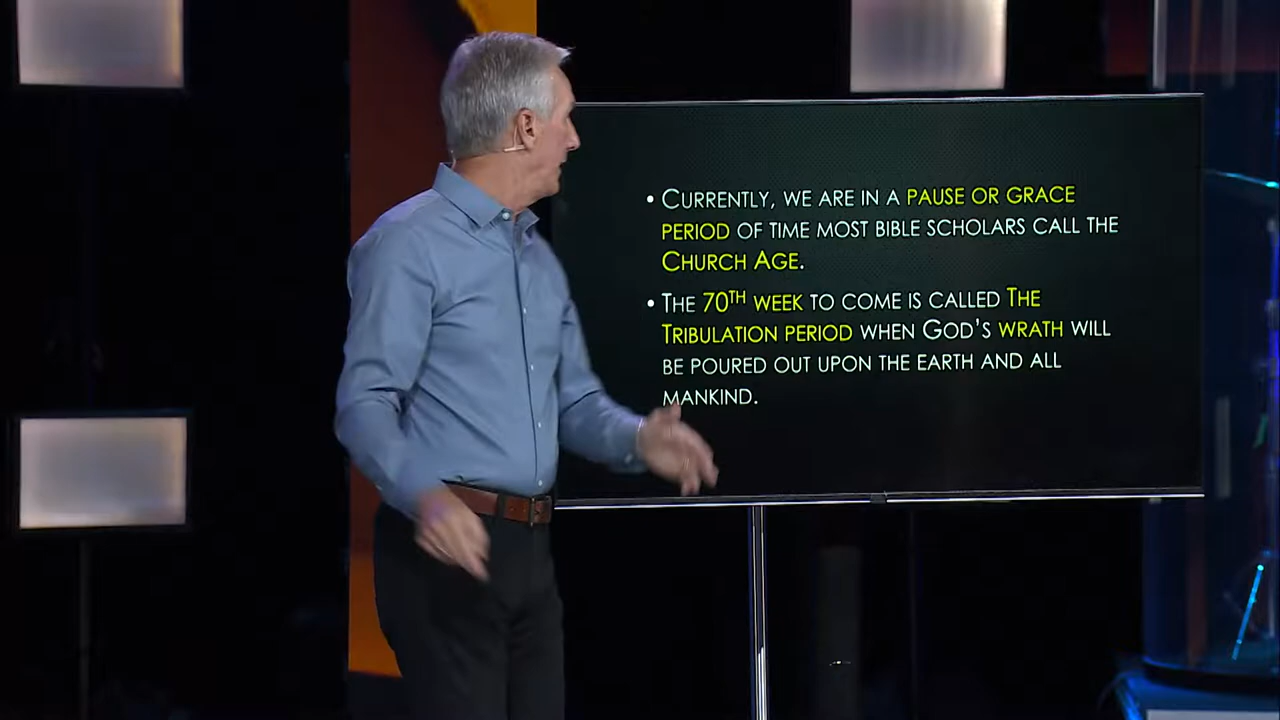 • Currently, we are in a pause or grace
period of time most Bible scholars call the
Church Age.
• The 70th week to come is called The
Tribulation period when God's wrath will
be poured out upon the earth and all
mankind.